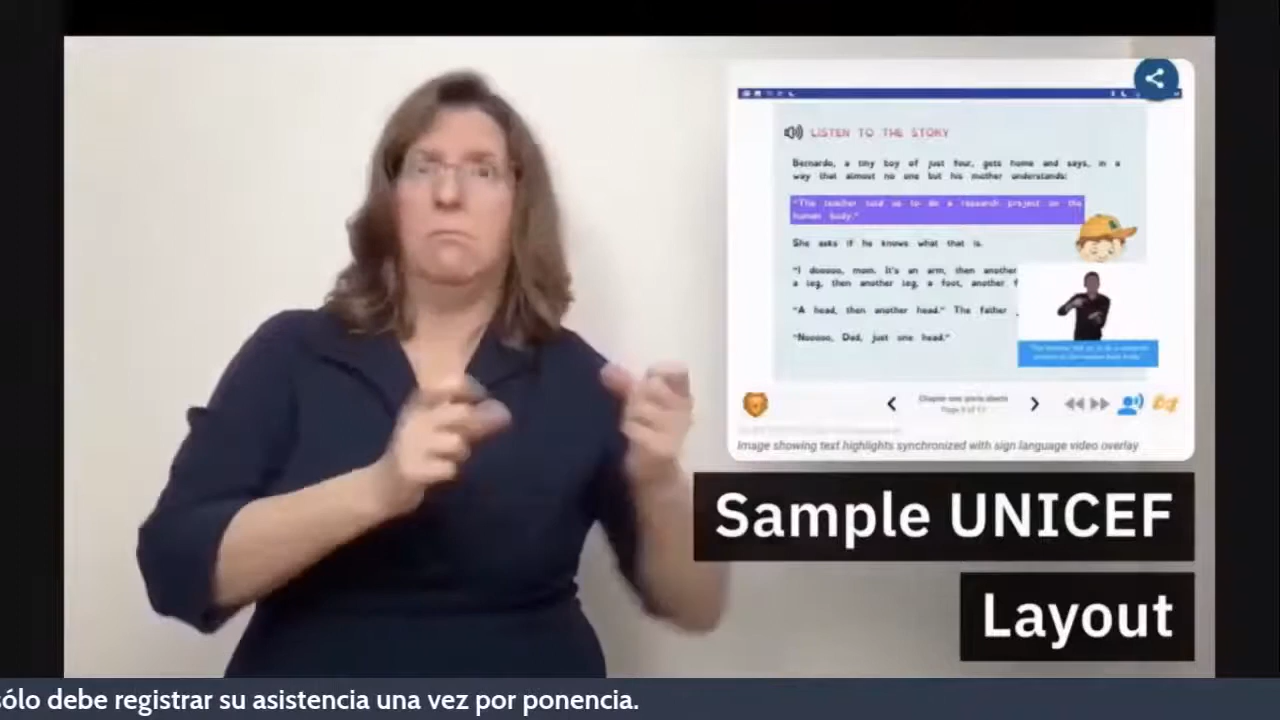 LISTEN TO THE STORY
Bernardo, a tiny boy of just four, gets home and says, in a
way that almost no one but his mother understands:
"The teacher told us to do a research project on the
human body."
She asks if he knows what that is.
"I dooooo, mom. It's an arm, then another
a leg, then another leg, a foot, another
"A head, then another head." The father
"Nooooo, Dad, just one head."
Chapter one:
Page
Image showing text highlights synchronized with sign language video overlay
Sample UNICEF
Layout
sólo debe registrar su asistencia una vez por ponencia.